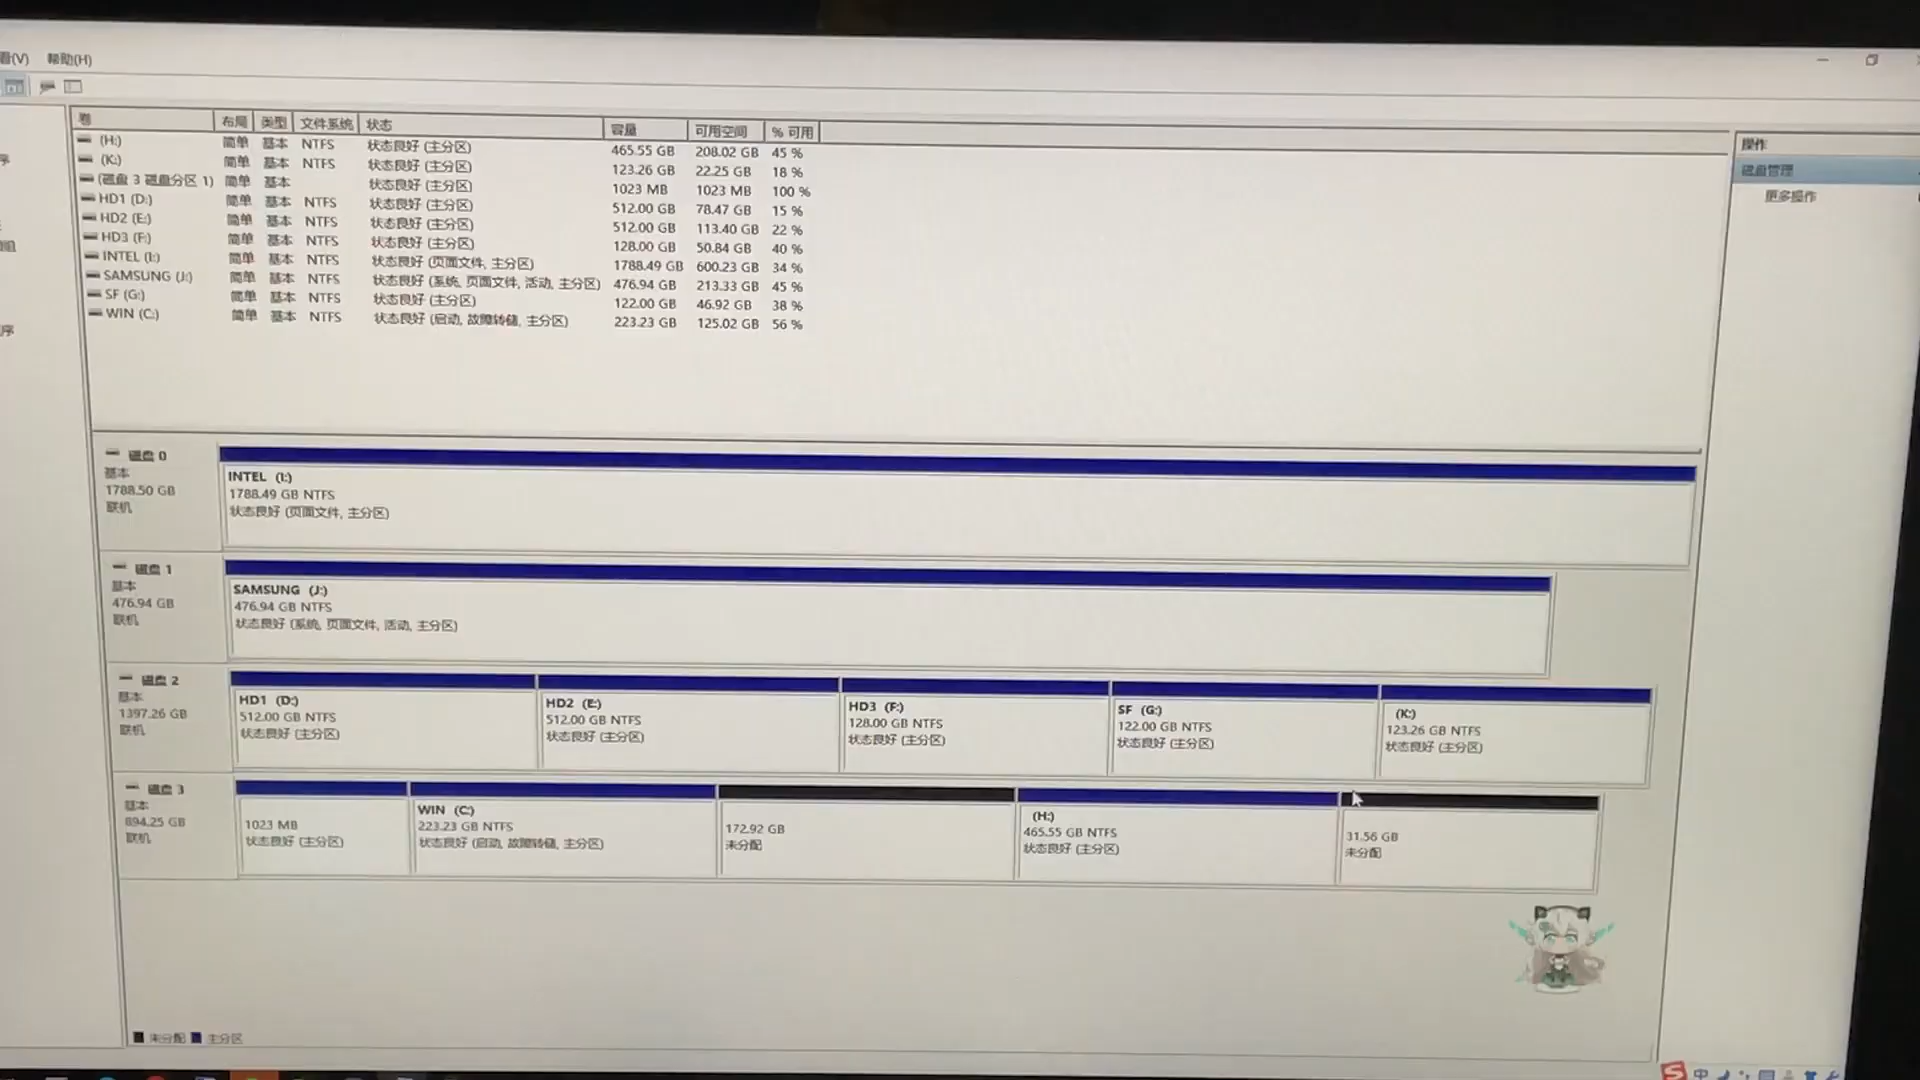 看(V) 帮助(H)
卷 布局 类型 文件系统 状态 容量 可用空间 % 可用
(H:) 简单 基本 NTFS 状态良好 (主分区) 465.55 GB 208.02 GB 45 %
(K:) 简单 基本 NTFS 状态良好 (主分区) 123.26 GB 22.25 GB 18 %
(磁盘 3 磁盘分区 1) 简单 基本 状态良好 (主分区) 1023 MB 1023 MB 100 %
HD1 (D:) 简单 基本 NTFS 状态良好 (主分区) 512.00 GB 78.47 GB 15 %
HD2 (E:) 简单 基本 NTFS 状态良好 (主分区) 512.00 GB 113.40 GB 22 %
HD3 (F:) 简单 基本 NTFS 状态良好 (主分区) 128.00 GB 50.84 GB 40 %
INTEL (I:) 简单 基本 NTFS 状态良好 (页面文件, 主分区) 1788.49 GB 600.23 GB 34 %
SAMSUNG (J:) 简单 基本 NTFS 状态良好 (系统, 页面文件, 活动, 主分区) 476.94 GB 213.33 GB 45 %
SF (G:) 简单 基本 NTFS 状态良好 (主分区) 122.00 GB 46.92 GB 38 %
WIN (C:) 简单 基本 NTFS 状态良好 (启动, 故障转储, 主分区) 223.23 GB 125.02 GB 56 %
操作
磁盘管理
更多操作
序
序
磁盘 0
基本
1788.50 GB
联机
INTEL (I:)
1788.49 GB NTFS
状态良好 (页面文件, 主分区)
磁盘 1
基本
476.94 GB
联机
SAMSUNG (J:)
476.94 GB NTFS
状态良好 (系统, 页面文件, 活动, 主分区)
磁盘 2
基本
1397.26 GB
联机
HD1 (D:)
512.00 GB NTFS
状态良好 (主分区)
HD2 (E:)
512.00 GB NTFS
状态良好 (主分区)
HD3 (F:)
128.00 GB NTFS
状态良好 (主分区)
SF (G:)
122.00 GB NTFS
状态良好 (主分区)
(K:)
123.26 GB NTFS
状态良好 (主分区)
磁盘 3
基本
894.25 GB
联机
1023 MB
状态良好 (主分区)
WIN (C:)
223.23 GB NTFS
状态良好 (启动, 故障转储, 主分区)
172.92 GB
未分配
(H:)
465.55 GB NTFS
状态良好 (主分区)
31.56 GB
未分配
未分配 主分区
S 中